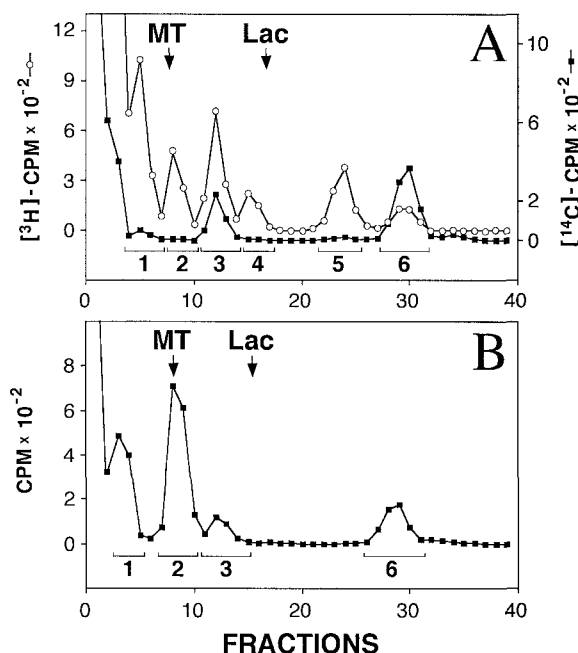 MT Lac A
[³H]-CPM × 10⁻²
[¹⁴C]-CPM × 10⁻²
12
9
6
3
0
10
8
6
4
2
0
1 2 3 4 5 6
0 10 20 30 40
MT Lac B
CPM × 10⁻²
8
6
4
2
0
1 2 3 6
0 10 20 30 40
FRACTIONS